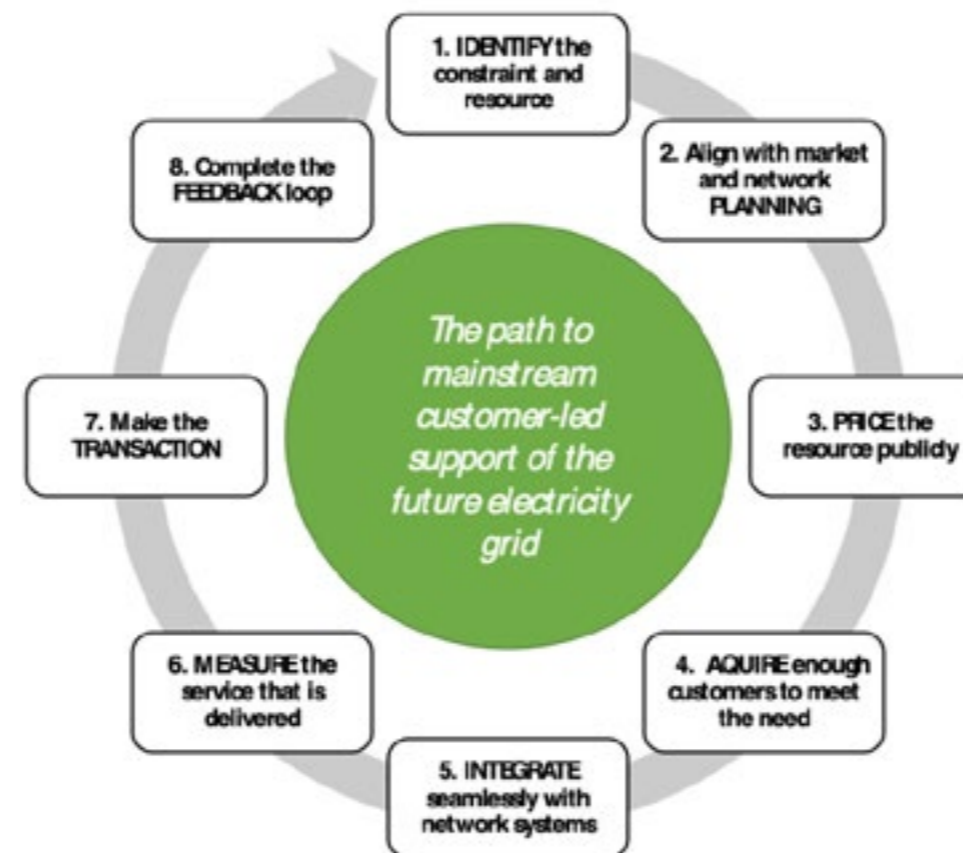 1. IDENTIFY the
constraint and
resource
2. Align with market
and network
PLANNING
3. PRICE the
resource publicly
4. AQUIRE enough
customers to meet
the need
5. INTEGRATE
seamlessly with
network systems
6. MEASURE the
service that is
delivered
7. Make the
TRANSACTION
8. Complete the
FEEDBACK loop
The path to
mainstream
customer-led
support of the
future electricity
grid